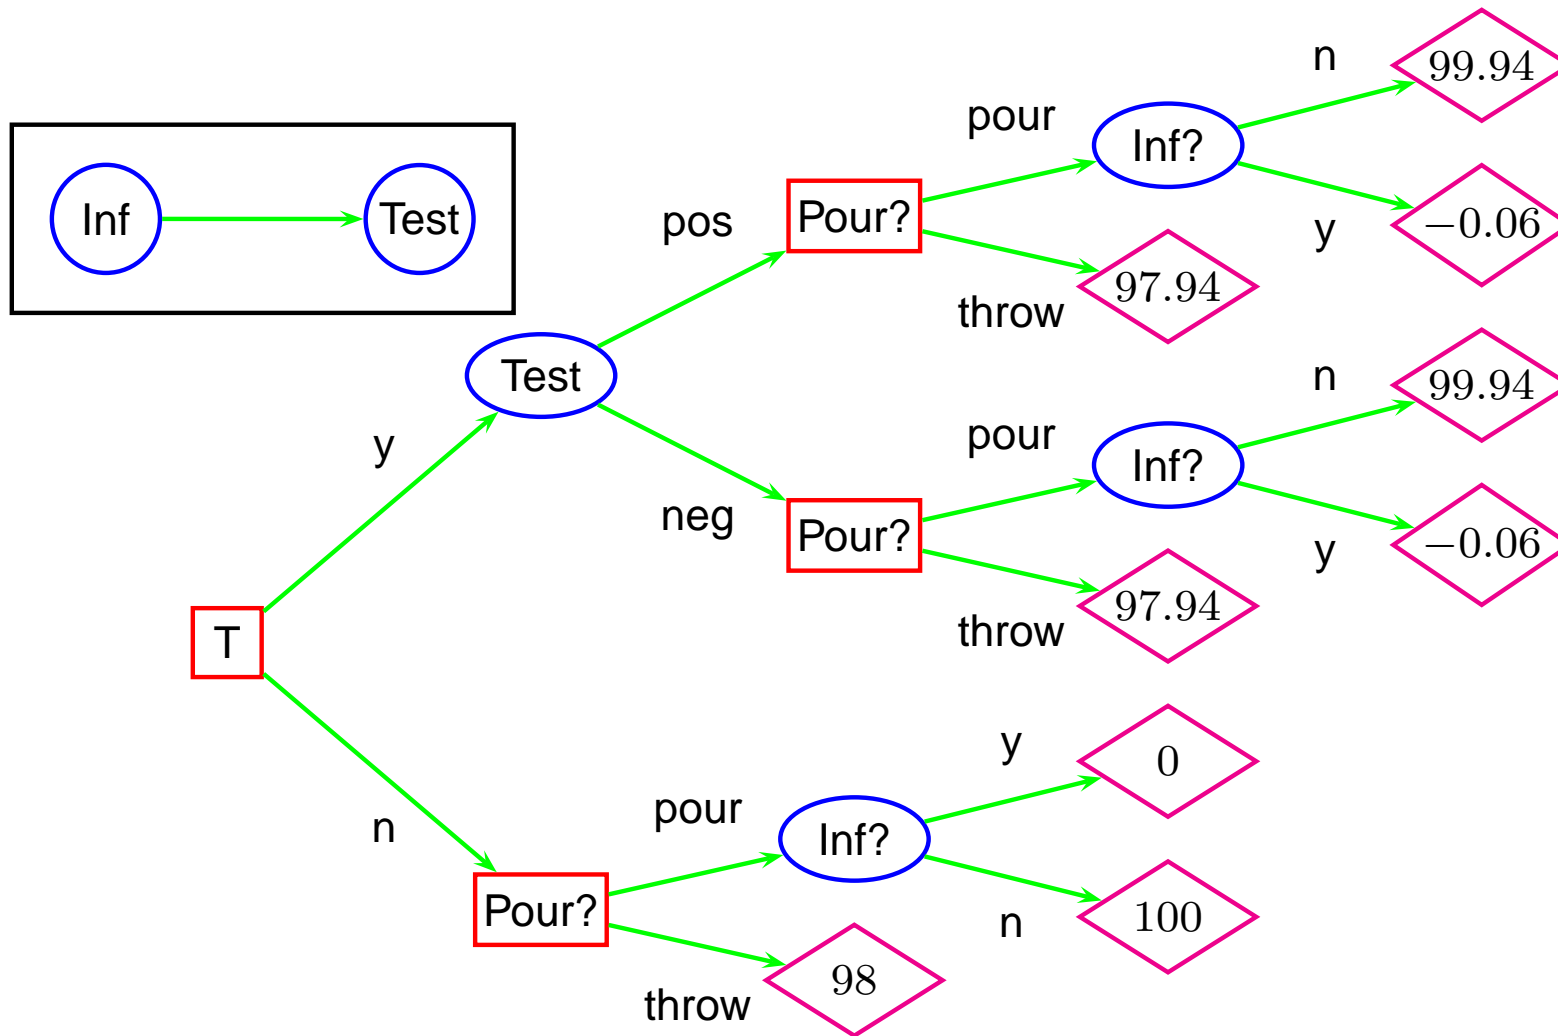 n
99.94
pour
Inf?
Inf
Test
pos
Pour?
y
−0.06
97.94
throw
Test
n
99.94
pour
Inf?
y
neg
Pour?
y
−0.06
97.94
throw
T
y
0
pour
Inf?
n
Pour?
n
100
98
throw